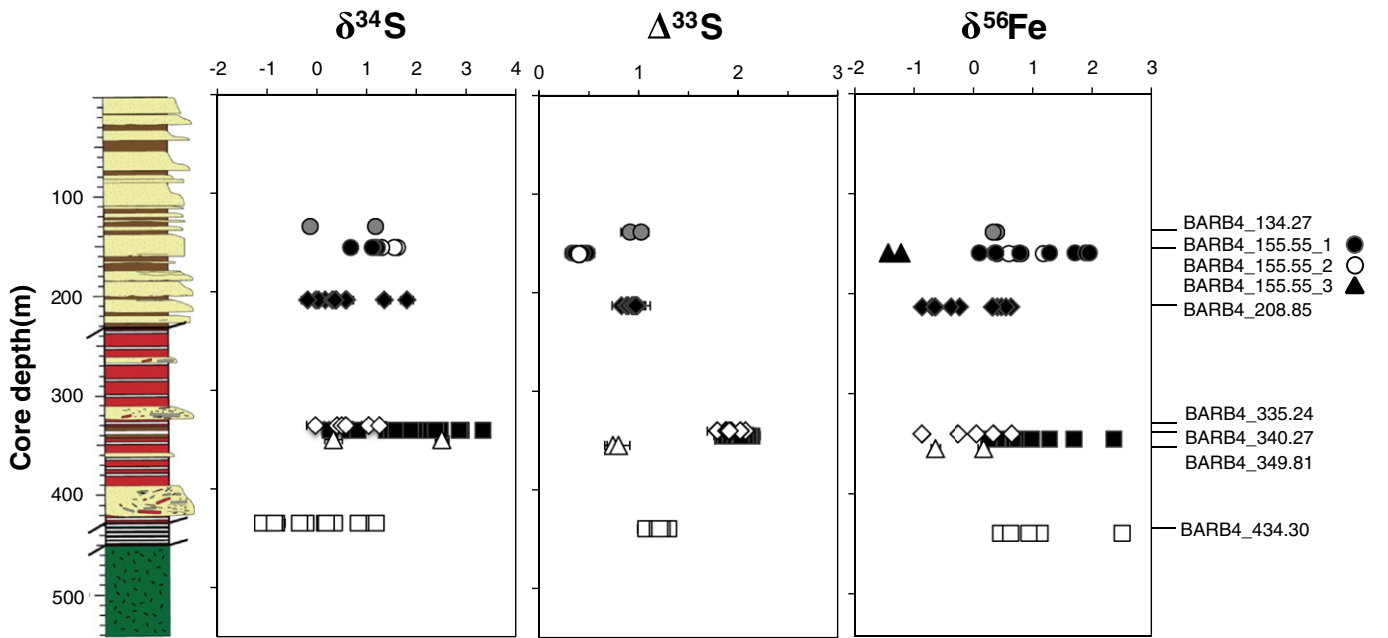 δ34S Δ33S δ56Fe
-2 -1 0 1 2 3 4 0 1 2 3 -2 -1 0 1 2 3
Core depth(m)
100
200
300
400
500
BARB4_134.27
BARB4_155.55_1
BARB4_155.55_2
BARB4_155.55_3
BARB4_208.85
BARB4_335.24
BARB4_340.27
BARB4_349.81
BARB4_434.30